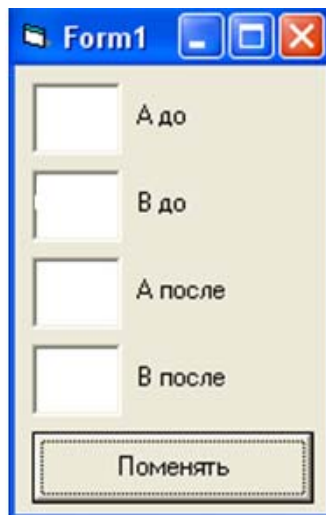 Form1
А до
В до
А после
В после
Поменять